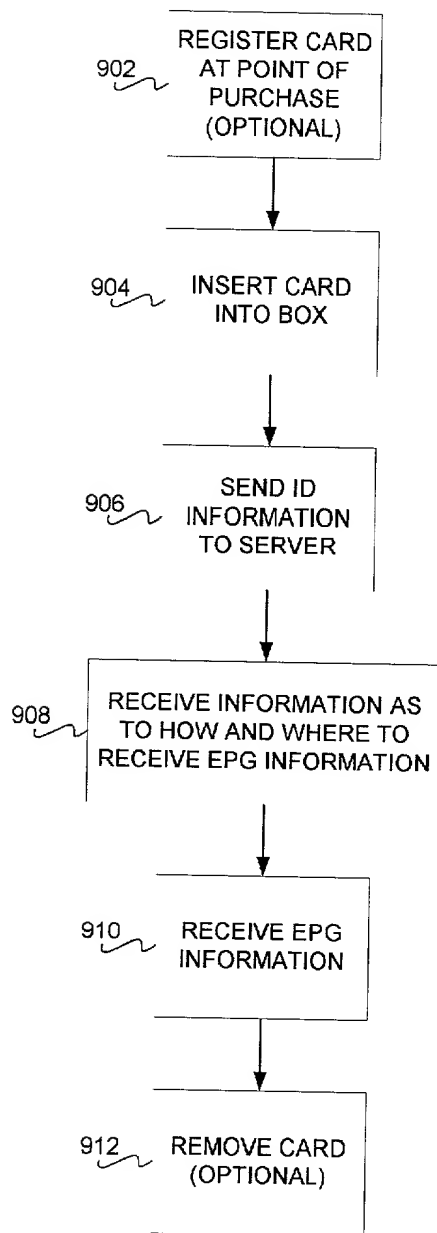 902
REGISTER CARD
AT POINT OF
PURCHASE
(OPTIONAL)
904
INSERT CARD
INTO BOX
906
SEND ID
INFORMATION
TO SERVER
908
RECEIVE INFORMATION AS
TO HOW AND WHERE TO
RECEIVE EPG INFORMATION
910
RECEIVE EPG
INFORMATION
912
REMOVE CARD
(OPTIONAL)